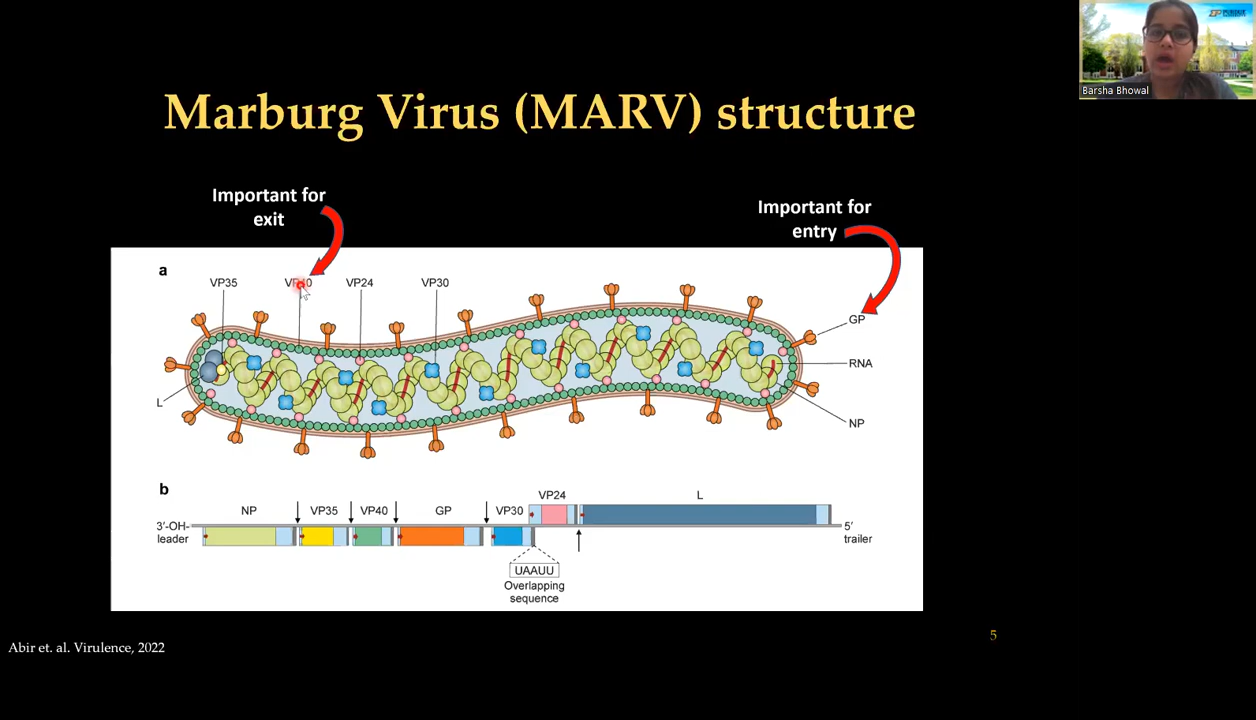 PURDUE
Barsha Bhowal
Marburg Virus (MARV) structure
Important for
exit
Important for
entry
a
VP35
VP40
VP24
VP30
GP
RNA
L
NP
b
NP
VP35
VP40
GP
VP30
VP24
L
3′-OH-
leader
5′
trailer
UAAUU
Overlapping
sequence
5
Abir et. al. Virulence, 2022